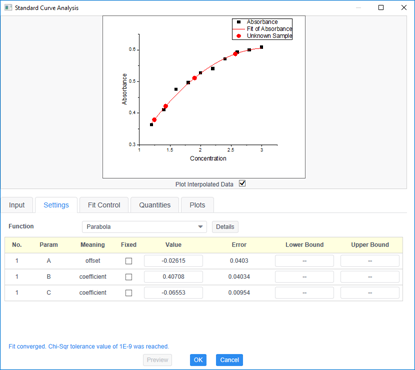 Standard Curve Analysis
Absorbance
Fit of Absorbance
Unknown Sample
0.6
0.5
0.4
0.3
Absorbance
1 1.5 2 2.5 3
Concentration
Plot Interpolated Data
Input Settings Fit Control Quantities Plots
Function Parabola Details
No. Param Meaning Fixed Value Error Lower Bound Upper Bound
1 A offset -0.02615 0.0403 -- --
1 B coefficient 0.40708 0.04034 -- --
1 C coefficient -0.06553 0.00954 -- --
Fit converged. Chi-Sqr tolerance value of 1E-9 was reached.
Preview OK Cancel